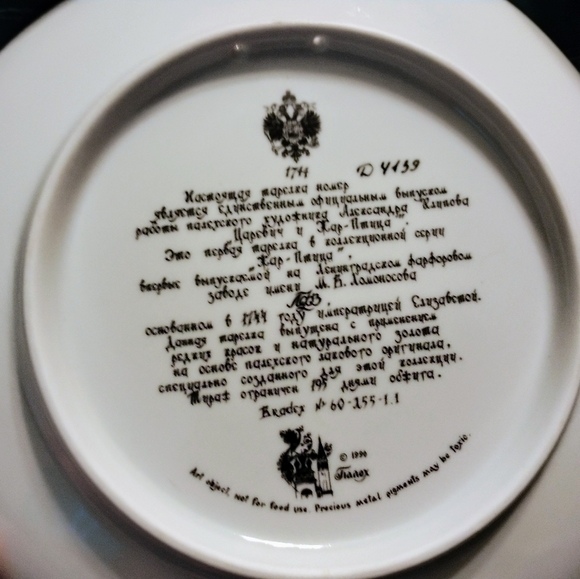 1744
D 4139
Настоящая тарелка номер
является единственным официальным выпуском
работы палехского художника Александра
"Царевич и Жар-Птица".
Это первая тарелка в коллекционной серии
"Жар-Птица",
впервые выпускаемой на Ленинградском фарфоровом
заводе имени М. В. Ломоносова
ЛФЗ
основанном в 1744 году императрицей Елизаветой.
Данная тарелка выпущена с применением
редких красок и натурального золота
на основе палехского лакового оригинала,
специально созданного для этой коллекции.
Тираж ограничен 195 днями обжига.
Bradex № 60-255-1.1
© 1990
Палех
Art object, not for food use. Precious metal pigments may be toxic.